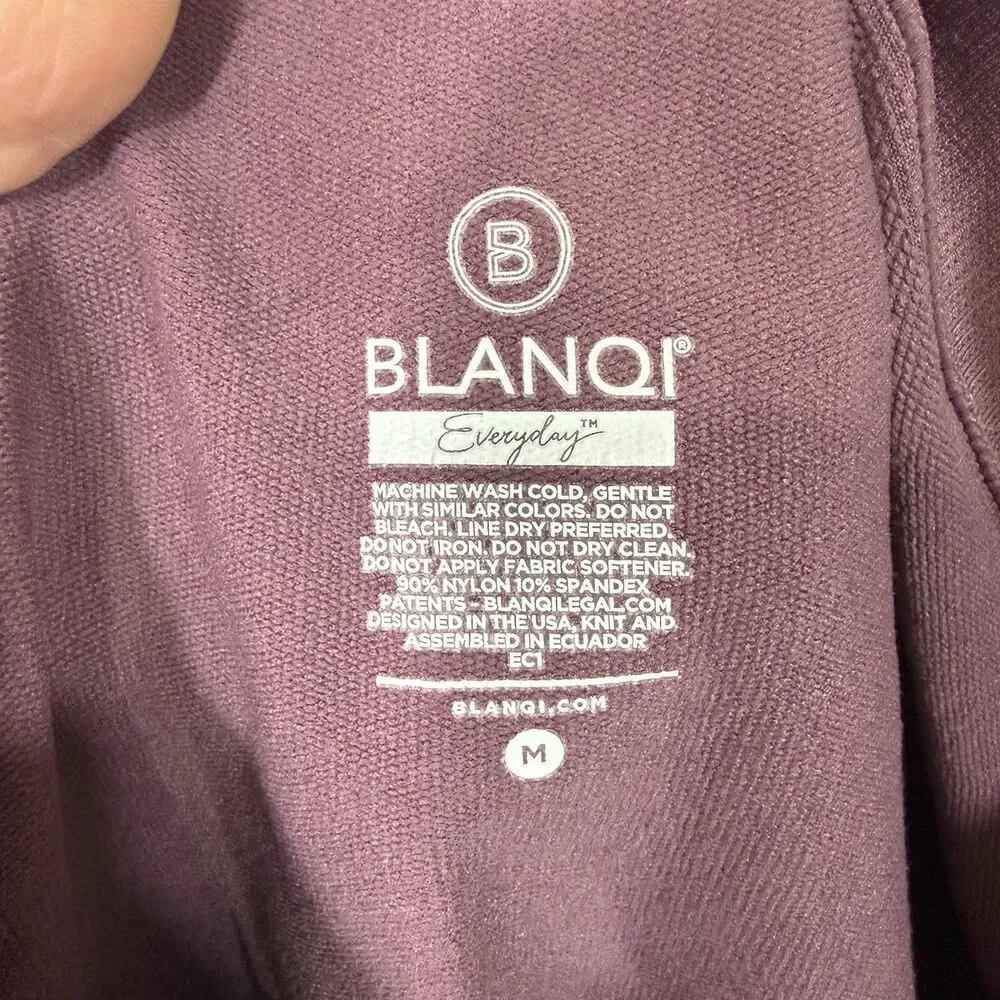 B
BLANQI®
Everyday™
MACHINE WASH COLD, GENTLE
WITH SIMILAR COLORS. DO NOT
BLEACH. LINE DRY PREFERRED.
DO NOT IRON. DO NOT DRY CLEAN.
DO NOT APPLY FABRIC SOFTENER.
90% NYLON 10% SPANDEX
PATENTS - BLANQILEGAL.COM
DESIGNED IN THE USA, KNIT AND
ASSEMBLED IN ECUADOR
EC1
BLANQI.COM
M